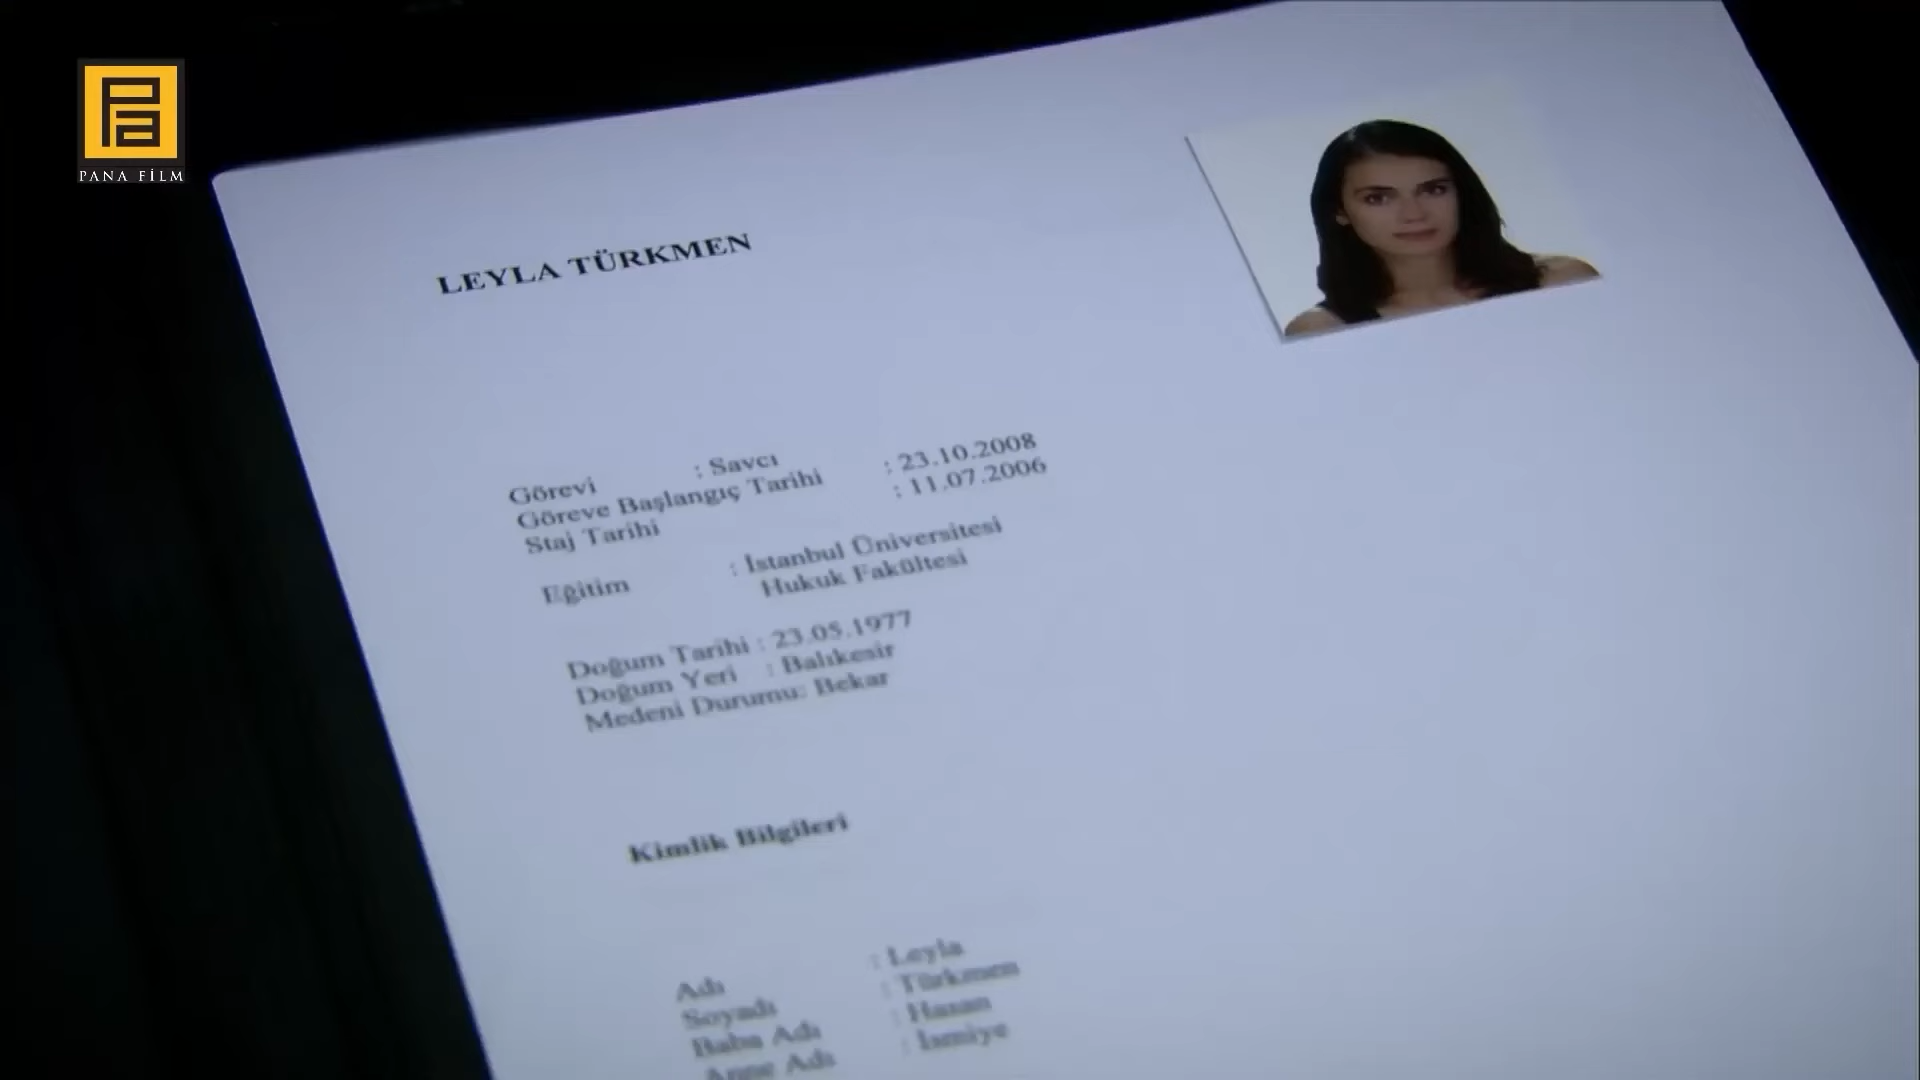 PANA FİLM
LEYLA TÜRKMEN
Görevi : Savcı
Göreve Başlangıç Tarihi : 23.10.2008
Staj Tarihi : 11.07.2006
Eğitim : İstanbul Üniversitesi
Hukuk Fakültesi
Doğum Tarihi : 23.05.1977
Doğum Yeri : Balıkesir
Medeni Durumu: Bekar
Kimlik Bilgileri
Adı : Leyla
Soyadı : Türkmen
Baba Adı : Hasan
Anne Adı : İsmiye